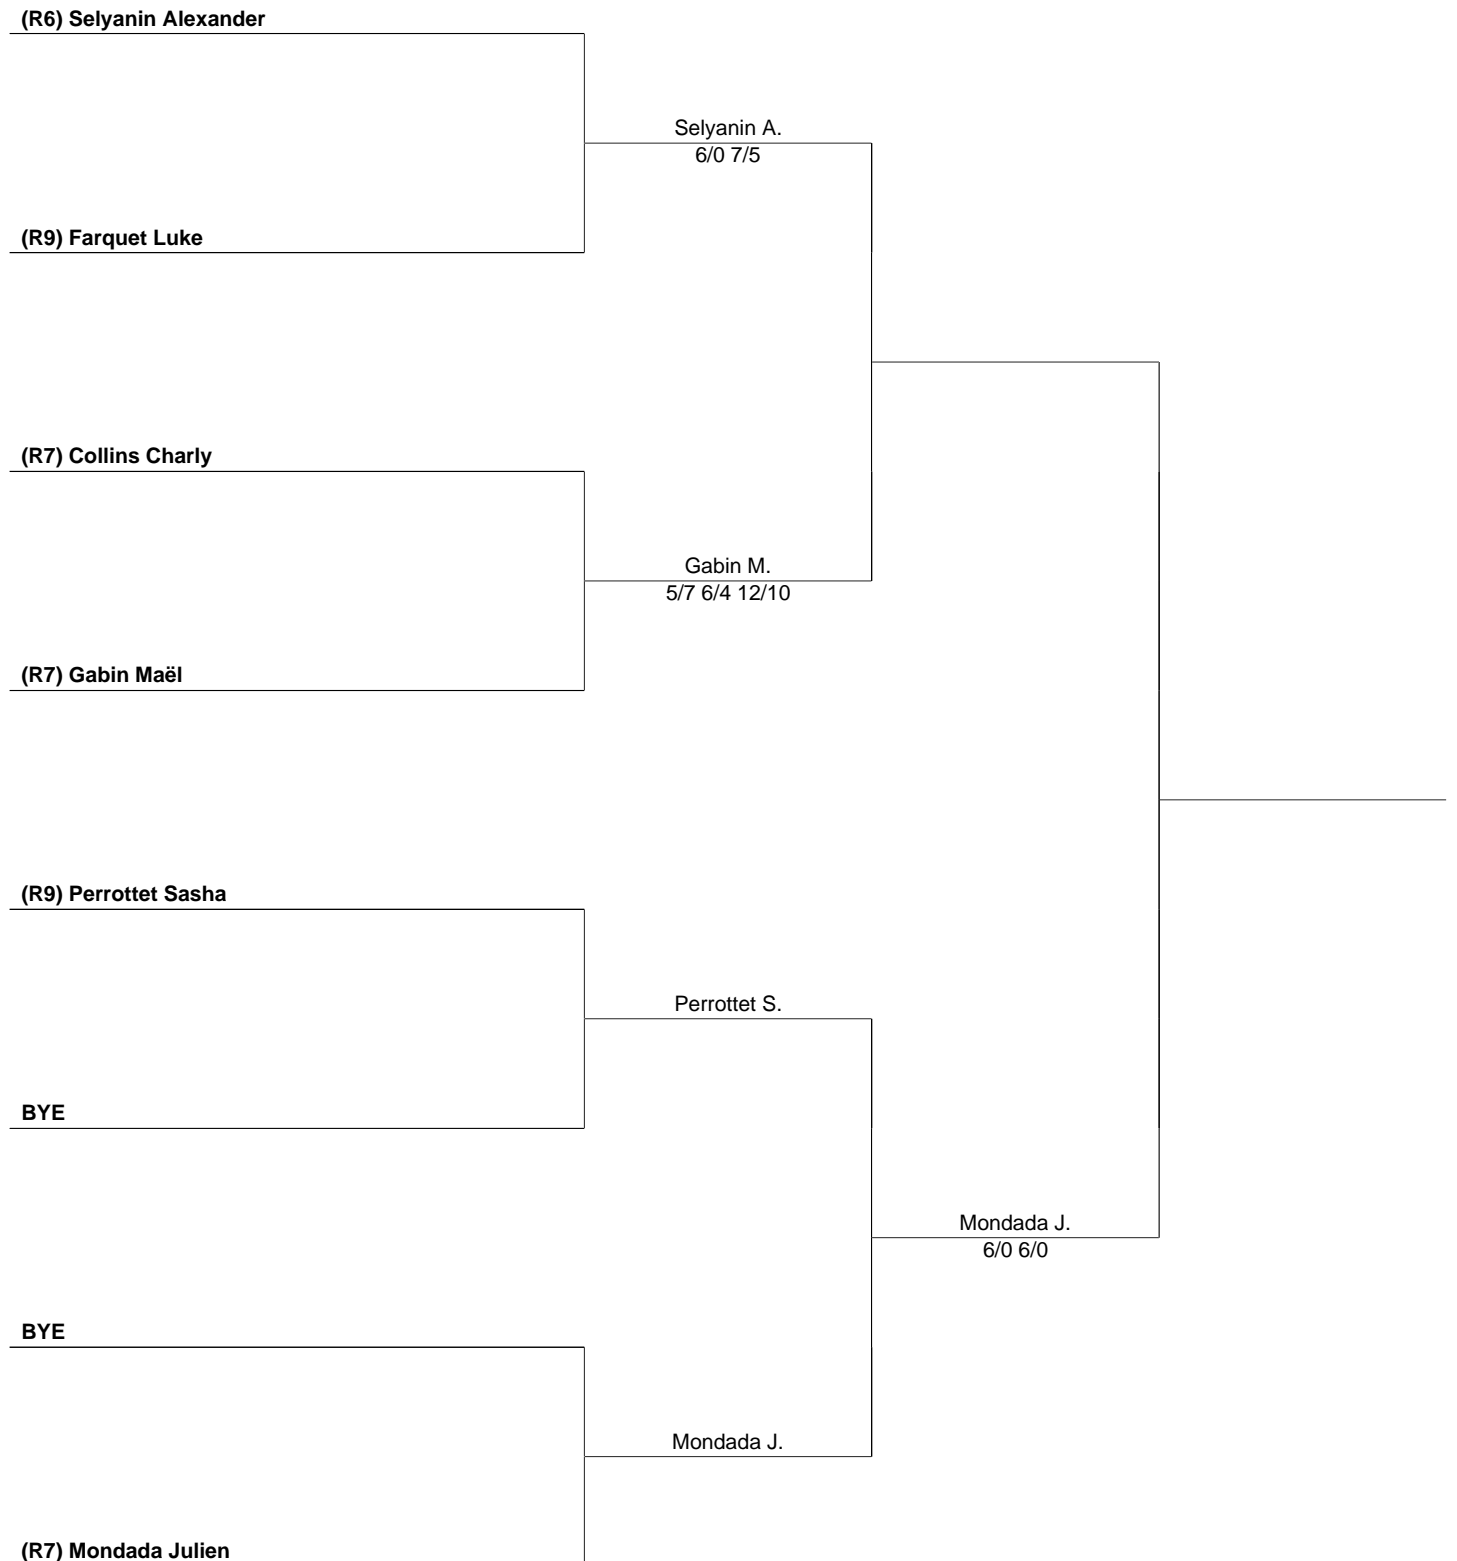 (R6) Selyanin Alexander
Selyanin A.
6/0 7/5
(R9) Farquet Luke
(R7) Collins Charly
Gabin M.
5/7 6/4 12/10
(R7) Gabin Maël
(R9) Perrottet Sasha
Perrottet S.
BYE
Mondada J.
6/0 6/0
BYE
Mondada J.
(R7) Mondada Julien